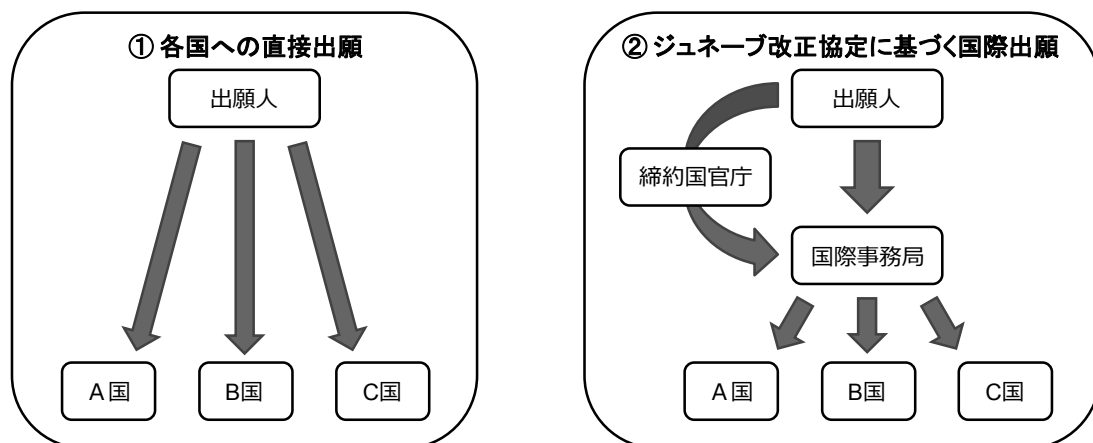 ① 各国への直接出願
出願人
A国
B国
C国
② ジュネーブ改正協定に基づく国際出願
出願人
締約国官庁
国際事務局
A国
B国
C国